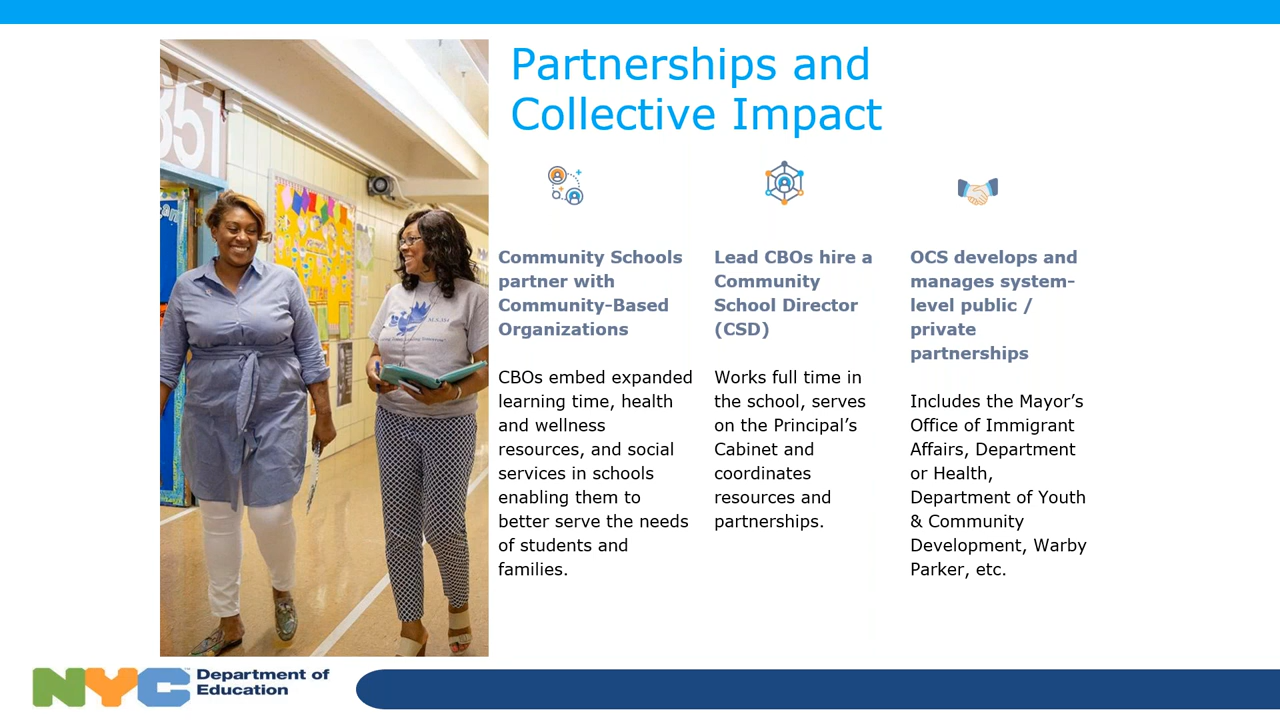 Partnerships and
Collective Impact
351
Community Schools
partner with
Community-Based
Organizations
CBOs embed expanded
learning time, health
and wellness
resources, and social
services in schools
enabling them to
better serve the needs
of students and
families.
Lead CBOs hire a
Community
School Director
(CSD)
Works full time in
the school, serves
on the Principal’s
Cabinet and
coordinates
resources and
partnerships.
OCS develops and
manages system-
level public /
private
partnerships
Includes the Mayor’s
Office of Immigrant
Affairs, Department
or Health,
Department of Youth
& Community
Development, Warby
Parker, etc.
NYC
Department of
Education